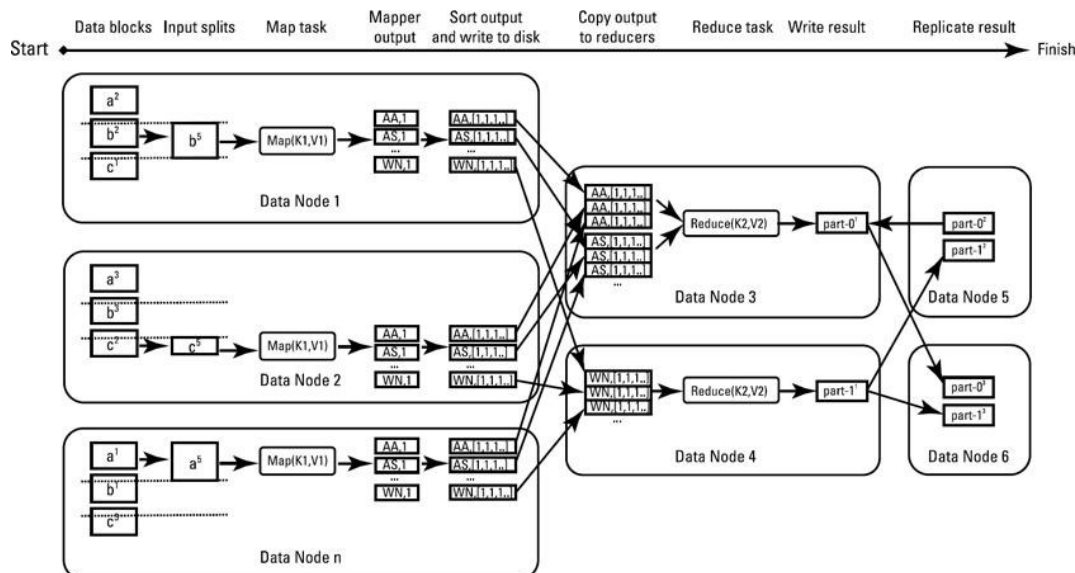 Data blocks
Input splits
Map task
Mapper
output
Sort output
and write to disk
Copy output
to reducers
Reduce task
Write result
Replicate result
Start
Finish
a²
b²
c¹
b⁵
Map(K1,V1)
AA,1
AS,1
...
WN,1
AA,[1,1,1..]
AS,[1,1,1..]
...
WN,[1,1,1..]
Data Node 1
a³
b³
c²
c⁵
Map(K1,V1)
AA,1
AS,1
...
WN,1
AA,[1,1,1..]
AS,[1,1,1..]
...
WN,[1,1,1..]
Data Node 2
a¹
b¹
c³
a⁵
Map(K1,V1)
AA,1
AS,1
...
WN,1
AA,[1,1,1..]
AS,[1,1,1..]
...
WN,[1,1,1..]
Data Node n
AA,[1,1,1..]
AA,[1,1,1..]
AA,[1,1,1..]
AS,[1,1,1..]
AS,[1,1,1..]
AS,[1,1,1..]
...
Reduce(K2,V2)
part-0¹
Data Node 3
WN,[1,1,1..]
WN,[1,1,1..]
WN,[1,1,1..]
...
Reduce(K2,V2)
part-1¹
Data Node 4
part-0²
part-1²
Data Node 5
part-0³
part-1³
Data Node 6